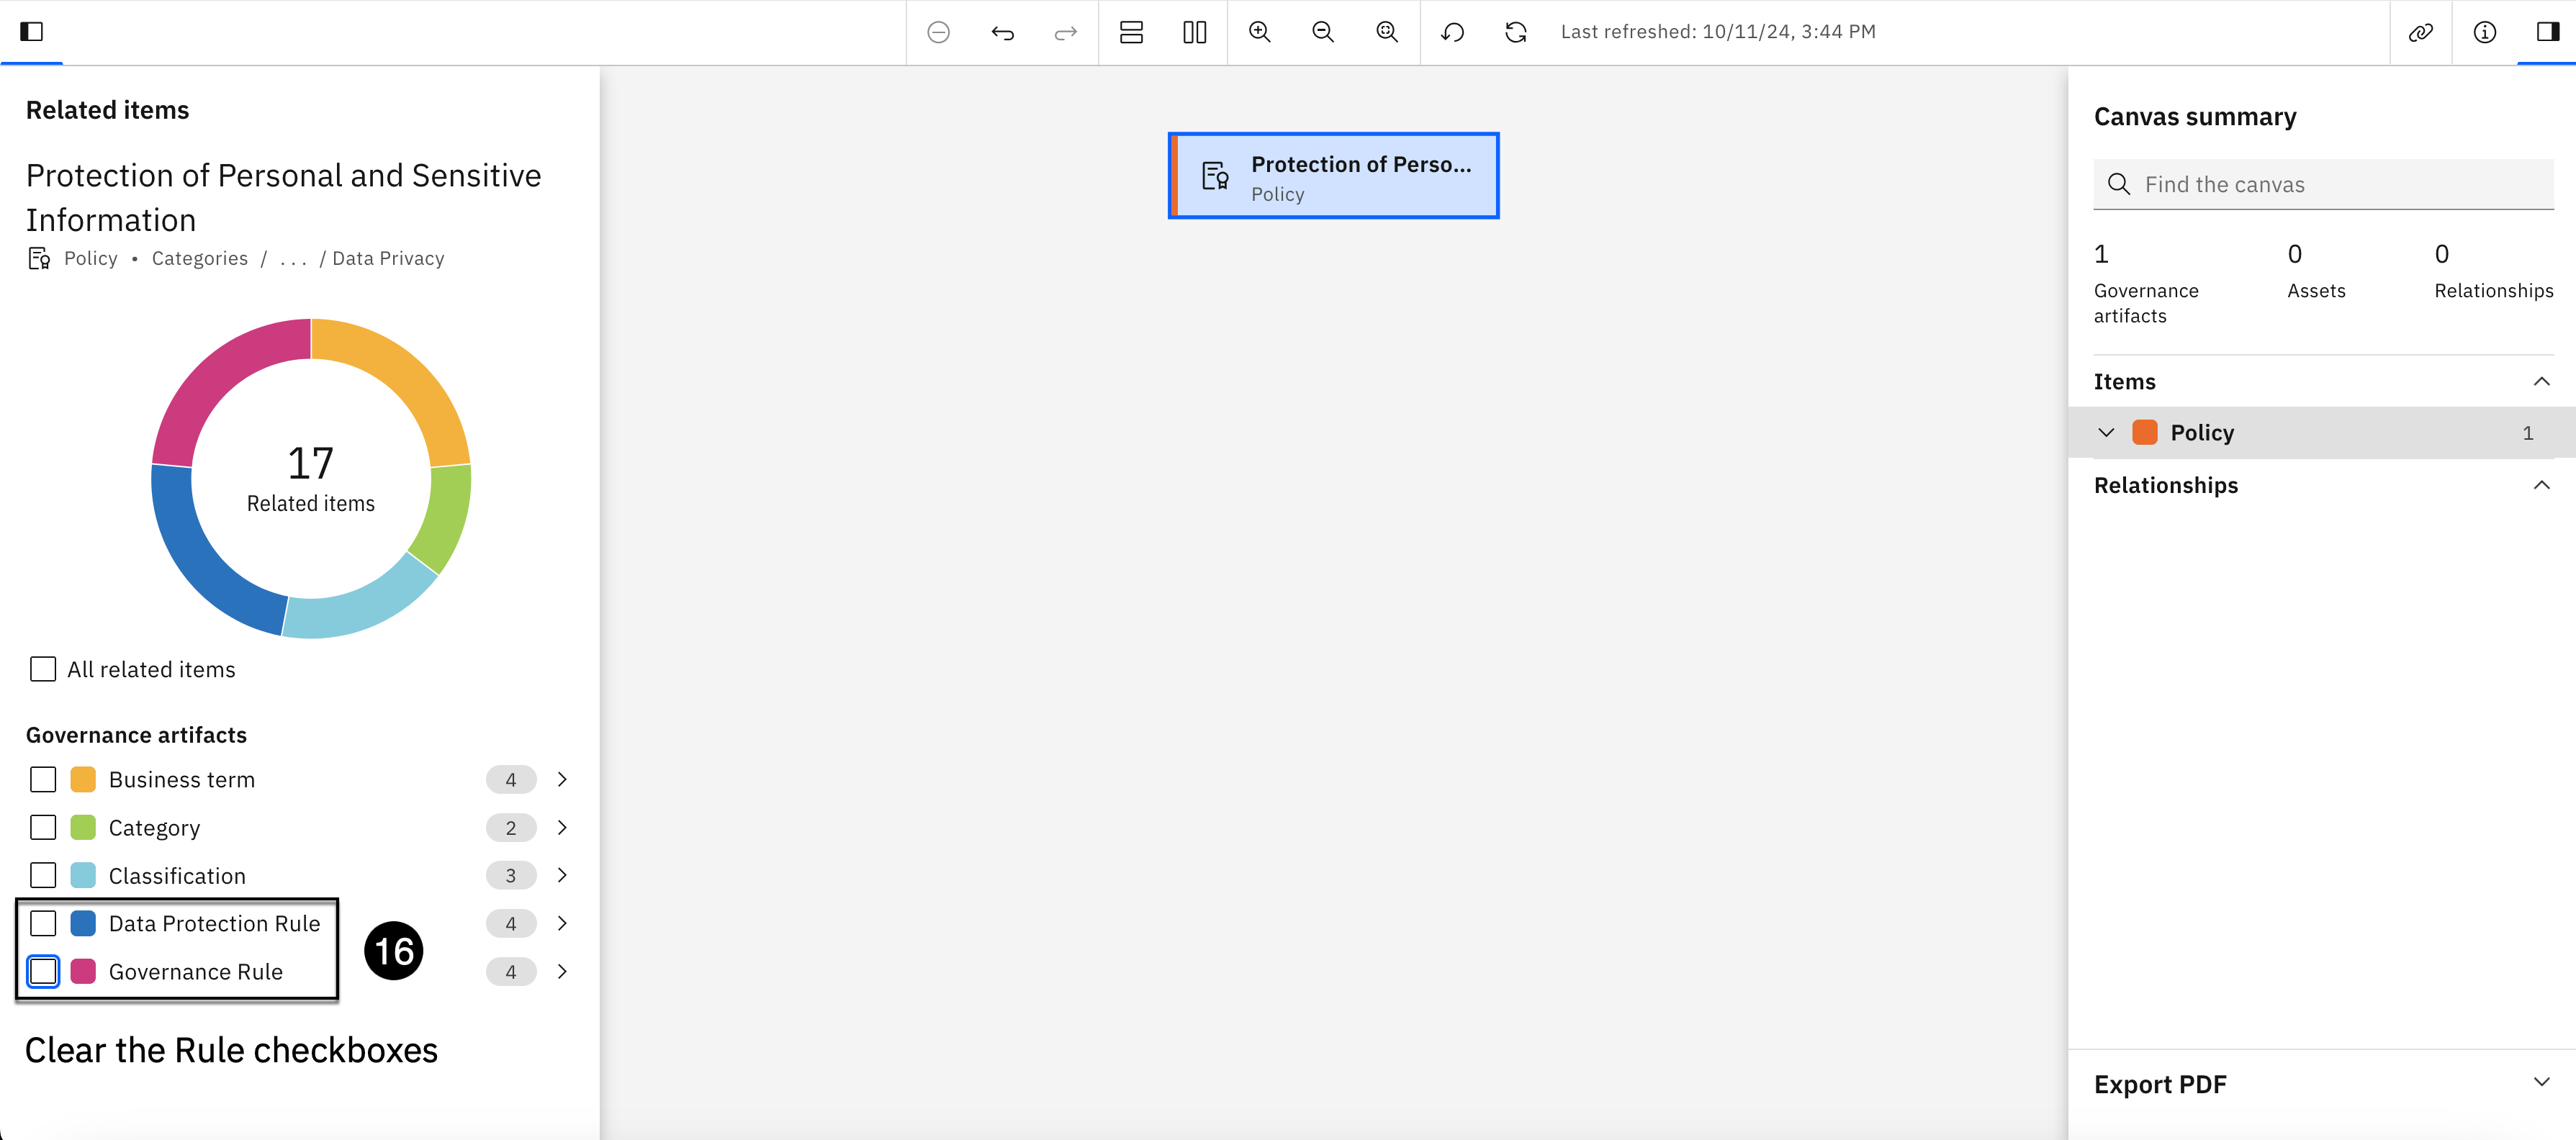 Last refreshed: 10/11/24, 3:44 PM
Related items
Protection of Personal and Sensitive
Information
Policy • Categories / ... / Data Privacy
17
Related items
All related items
Governance artifacts
Business term 4
Category 2
Classification 3
Data Protection Rule 4
Governance Rule 4
16
Clear the Rule checkboxes
Protection of Perso...
Policy
Canvas summary
Find the canvas
1 0 0
Governance Assets Relationships
artifacts
Items
Policy 1
Relationships
Export PDF